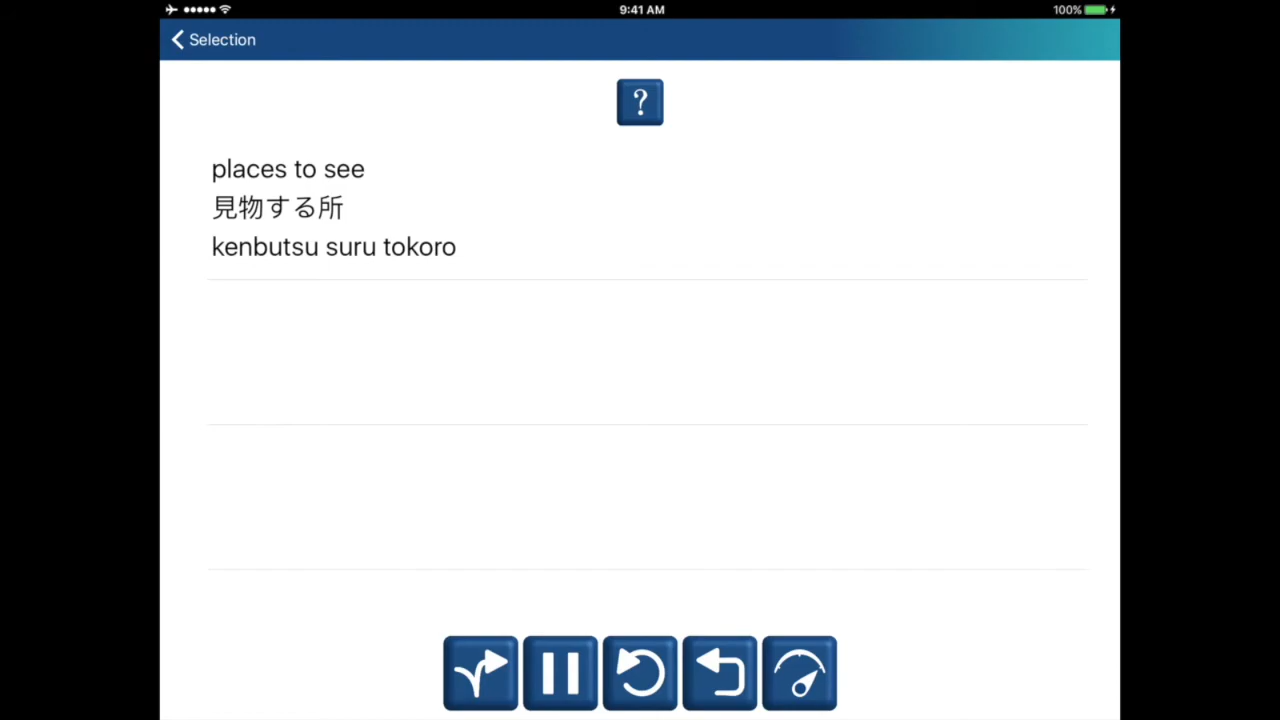 9:41 AM
100%
Selection
?
places to see
見物する所
kenbutsu suru tokoro